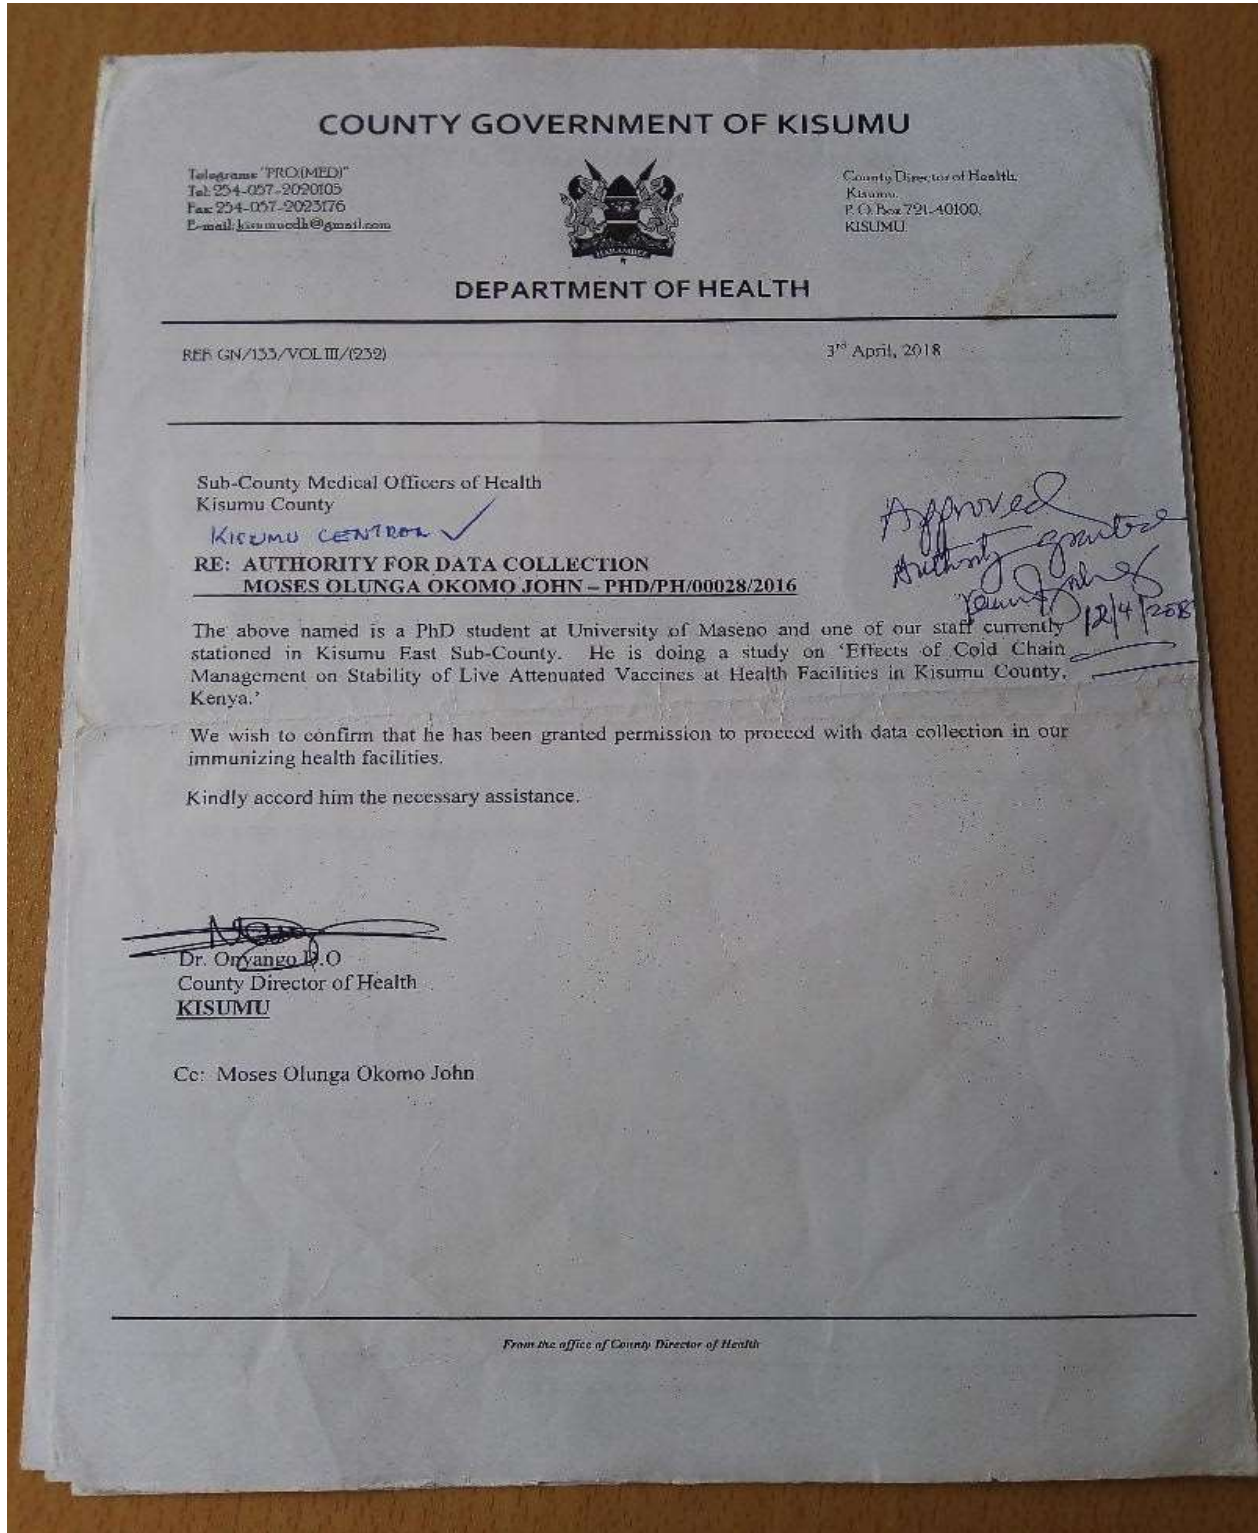 COUNTY GOVERNMENT OF KISUMU
Telegrams "PRO(MED)"
Tel: 254-057-2020105
Fax: 254-057-2023176
E-mail: kisumucdh@gmail.com
County Director of Health,
Kisumu.
P. O. Box 721-40100,
KISUMU.
HARAMBEE
DEPARTMENT OF HEALTH
REF: GN/133/VOL III/(232)
3rd April, 2018
Sub-County Medical Officers of Health
Kisumu County
KISUMU CENTRAL ✓
Approved
Authority granted
12/4/2018
RE: AUTHORITY FOR DATA COLLECTION
MOSES OLUNGA OKOMO JOHN – PHD/PH/00028/2016
The above named is a PhD student at University of Maseno and one of our staff currently
stationed in Kisumu East Sub-County. He is doing a study on 'Effects of Cold Chain
Management on Stability of Live Attenuated Vaccines at Health Facilities in Kisumu County,
Kenya.'
We wish to confirm that he has been granted permission to proceed with data collection in our
immunizing health facilities.
Kindly accord him the necessary assistance.
Dr. Onyango
County Director of Health
KISUMU
Cc: Moses Olunga Okomo John
From the office of County Director of Health